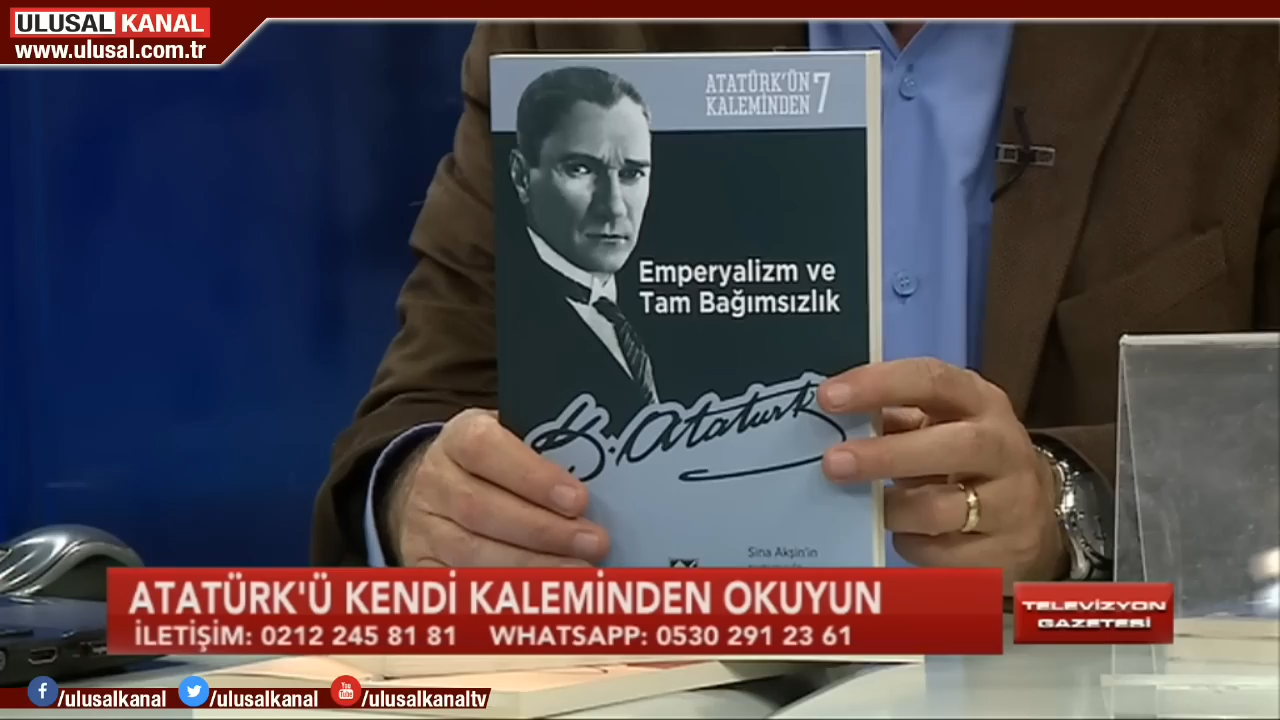 ULUSAL KANAL
www.ulusal.com.tr
ATATÜRK'ÜN
KALEMİNDEN 7
Emperyalizm ve
Tam Bağımsızlık
K. Atatürk
Sina Akşin'in
ATATÜRK'Ü KENDİ KALEMİNDEN OKUYUN
İLETİŞİM: 0212 245 81 81 WHATSAPP: 0530 291 23 61
TELEVİZYON
GAZETESİ
/ulusalkanal /ulusalkanal You Tube /ulusalkanaltv